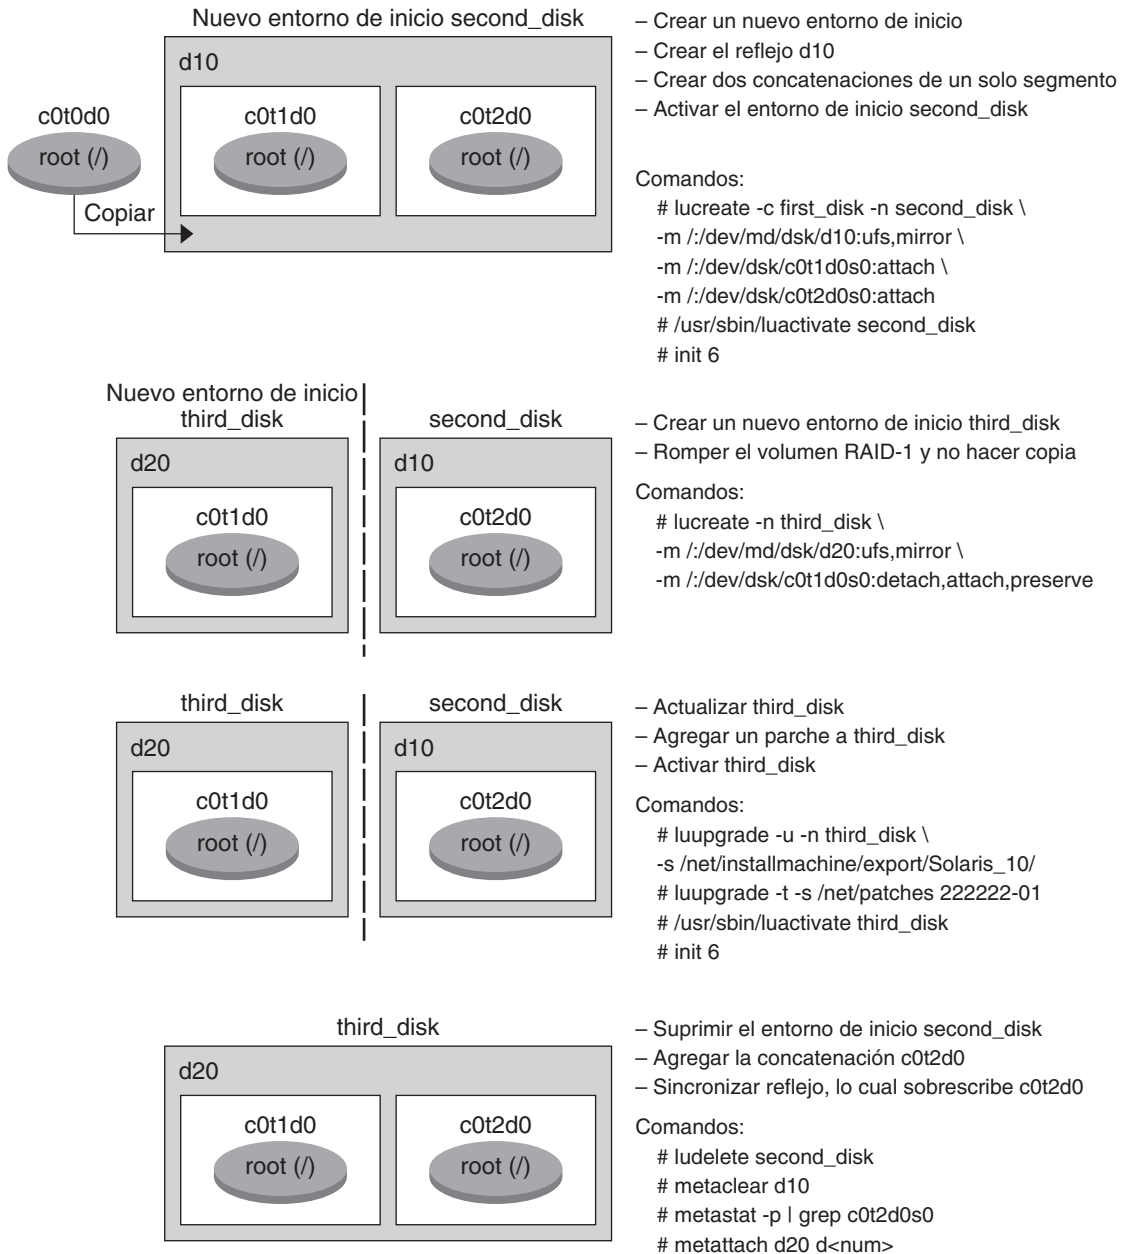 Nuevo entorno de inicio second_disk
d10
c0t0d0
root (/)
Copiar
c0t1d0
root (/)
c0t2d0
root (/)
– Crear un nuevo entorno de inicio
– Crear el reflejo d10
– Crear dos concatenaciones de un solo segmento
– Activar el entorno de inicio second_disk
Comandos:
# lucreate -c first_disk -n second_disk \
-m /:/dev/md/dsk/d10:ufs,mirror \
-m /:/dev/dsk/c0t1d0s0:attach \
-m /:/dev/dsk/c0t2d0s0:attach
# /usr/sbin/luactivate second_disk
# init 6
Nuevo entorno de inicio
third_disk
d20
c0t1d0
root (/)
second_disk
d10
c0t2d0
root (/)
– Crear un nuevo entorno de inicio third_disk
– Romper el volumen RAID-1 y no hacer copia
Comandos:
# lucreate -n third_disk \
-m /:/dev/md/dsk/d20:ufs,mirror \
-m /:/dev/dsk/c0t1d0s0:detach,attach,preserve
third_disk
d20
c0t1d0
root (/)
second_disk
d10
c0t2d0
root (/)
– Actualizar third_disk
– Agregar un parche a third_disk
– Activar third_disk
Comandos:
# luupgrade -u -n third_disk \
-s /net/installmachine/export/Solaris_10/
# luupgrade -t -s /net/patches 222222-01
# /usr/sbin/luactivate third_disk
# init 6
third_disk
d20
c0t1d0
root (/)
c0t2d0
root (/)
– Suprimir el entorno de inicio second_disk
– Agregar la concatenación c0t2d0
– Sincronizar reflejo, lo cual sobrescribe c0t2d0
Comandos:
# ludelete second_disk
# metaclear d10
# metastat -p | grep c0t2d0s0
# metattach d20 d<num>